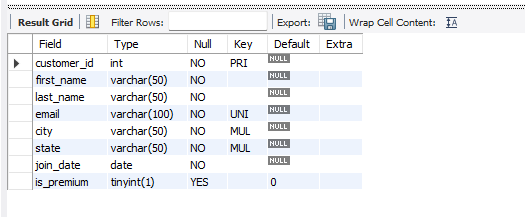 Result Grid Filter Rows: Export: Wrap Cell Content:
Field Type Null Key Default Extra
customer_id int NO PRI NULL
first_name varchar(50) NO NULL
last_name varchar(50) NO NULL
email varchar(100) NO UNI NULL
city varchar(50) NO MUL NULL
state varchar(50) NO MUL NULL
join_date date NO NULL
is_premium tinyint(1) YES 0